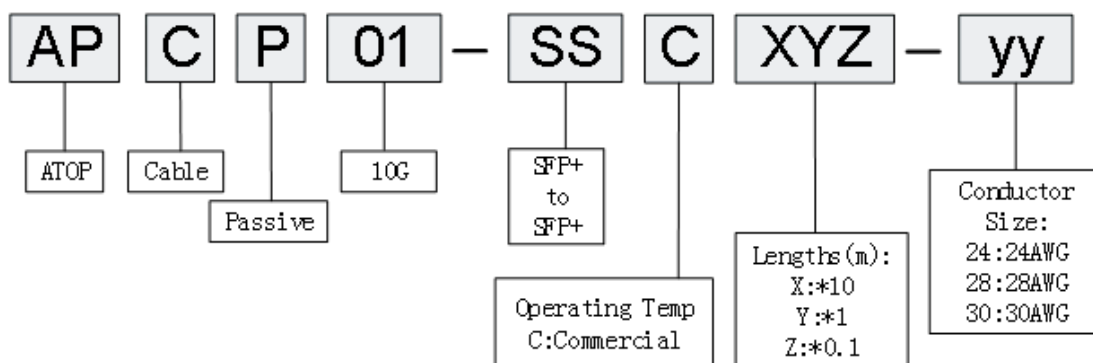 AP C P 01 – SS C XYZ – yy
ATOP
Cable
Passive
10G
SFP+
to
SFP+
Operating Temp
C:Commercial
Lengths(m):
X:*10
Y:*1
Z:*0.1
Conductor
Size:
24:24AWG
28:28AWG
30:30AWG